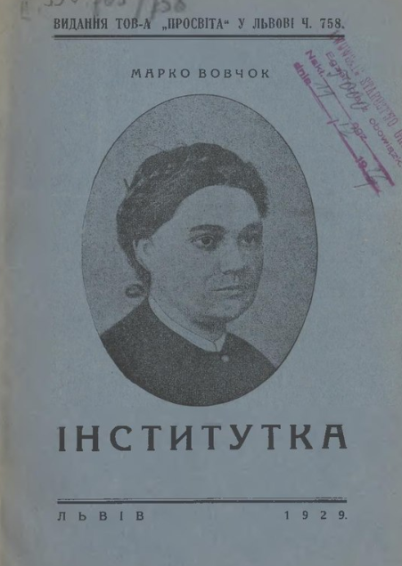 ВИДАННЯ ТОВ-А „ПРОСВІТА“ У ЛЬВОВІ Ч. 758.
МАРКО ВОВЧОК
ІНСТИТУТКА
ЛЬВІВ 1929.